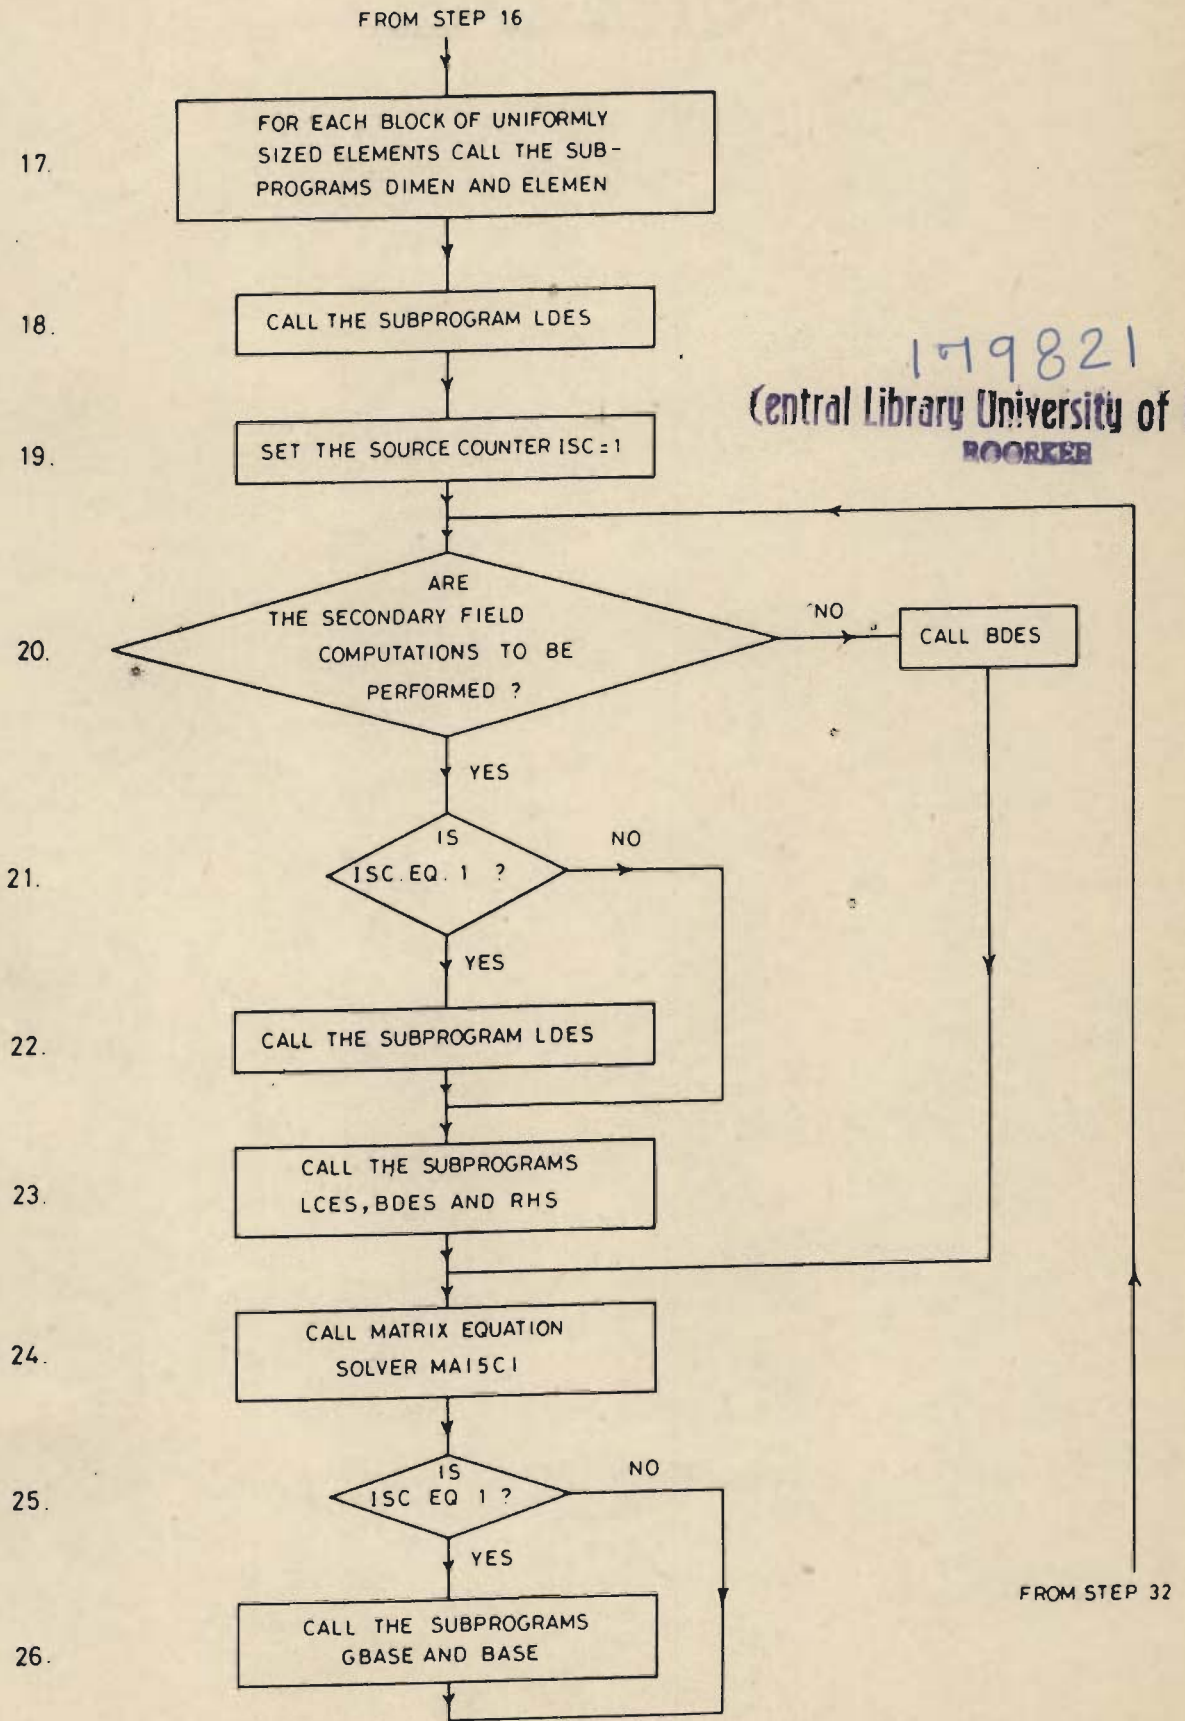 FROM STEP 16
17.
FOR EACH BLOCK OF UNIFORMLY
SIZED ELEMENTS CALL THE SUB-
PROGRAMS DIMEN AND ELEMEN
18.
CALL THE SUBPROGRAM LDES
179821
Central Library University of
ROORKEE
19.
SET THE SOURCE COUNTER ISC=1
20.
ARE
THE SECONDARY FIELD
COMPUTATIONS TO BE
PERFORMED ?
NO
CALL BDES
YES
21.
IS
ISC.EQ. 1 ?
NO
YES
22.
CALL THE SUBPROGRAM LDES
23.
CALL THE SUBPROGRAMS
LCES, BDES AND RHS
24.
CALL MATRIX EQUATION
SOLVER MA15C1
25.
IS
ISC EQ 1 ?
NO
YES
FROM STEP 32
26.
CALL THE SUBPROGRAMS
GBASE AND BASE